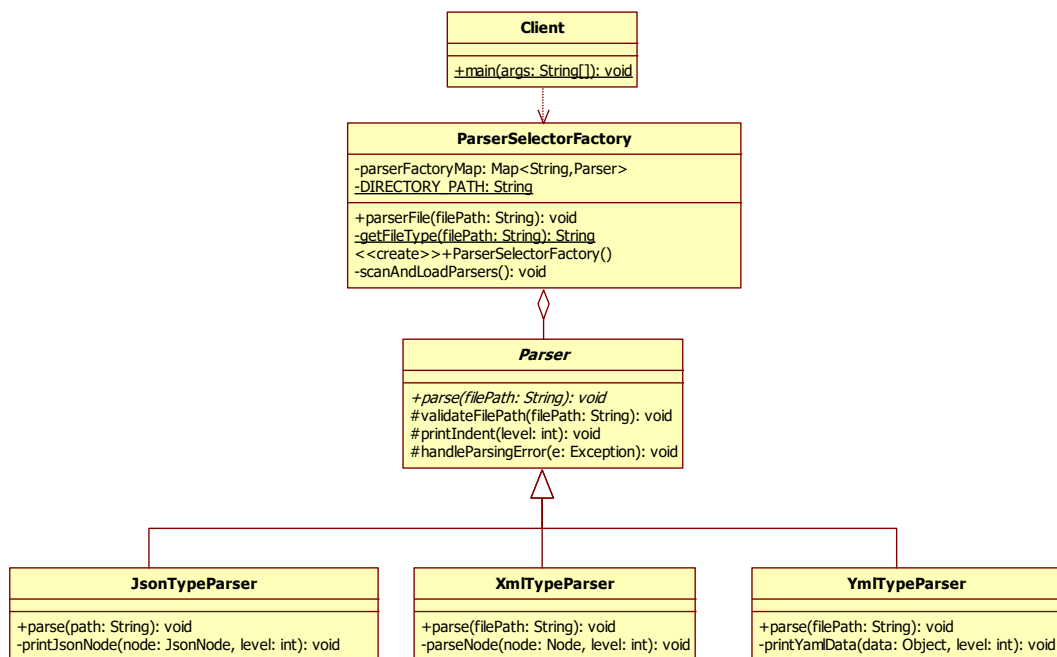 Client
+main(args: String[]): void
ParserSelectorFactory
-parserFactoryMap: Map<String,Parser>
-DIRECTORY_PATH: String
+parserFile(filePath: String): void
-getFileType(filePath: String): String
<<create>>+ParserSelectorFactory()
-scanAndLoadParsers(): void
Parser
+parse(filePath: String): void
#validateFilePath(filePath: String): void
#printIndent(level: int): void
#handleParsingError(e: Exception): void
JsonTypeParser
+parse(path: String): void
-printJsonNode(node: JsonNode, level: int): void
XmlTypeParser
+parse(filePath: String): void
-parseNode(node: Node, level: int): void
YmlTypeParser
+parse(filePath: String): void
-printYamlData(data: Object, level: int): void